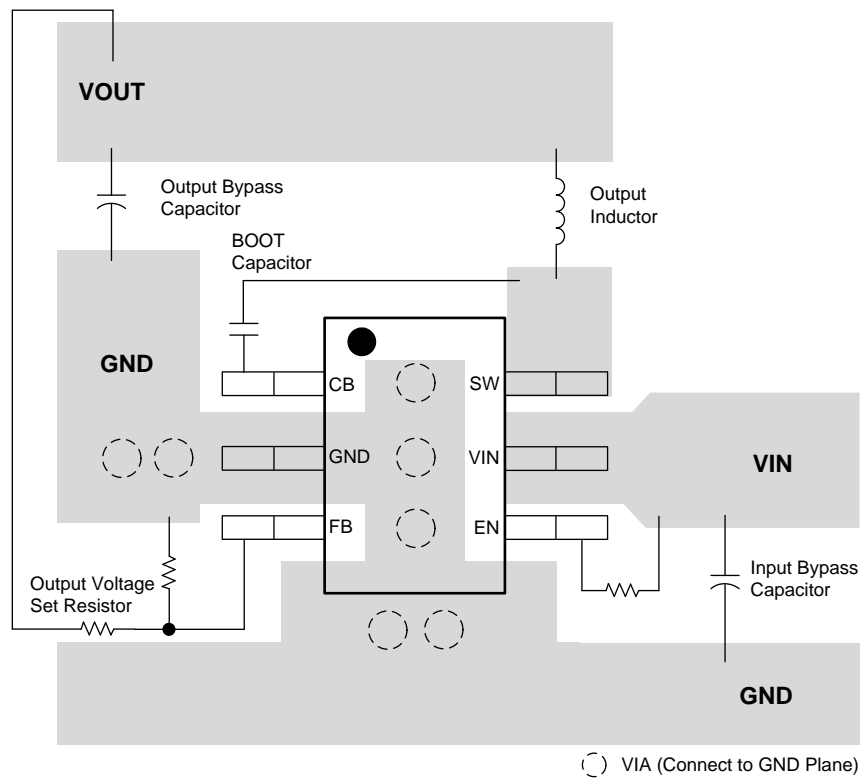 VOUT
Output Bypass
Capacitor
Output
Inductor
BOOT
Capacitor
GND
CB
SW
GND
VIN
VIN
FB
EN
Output Voltage
Set Resistor
Input Bypass
Capacitor
GND
VIA (Connect to GND Plane)